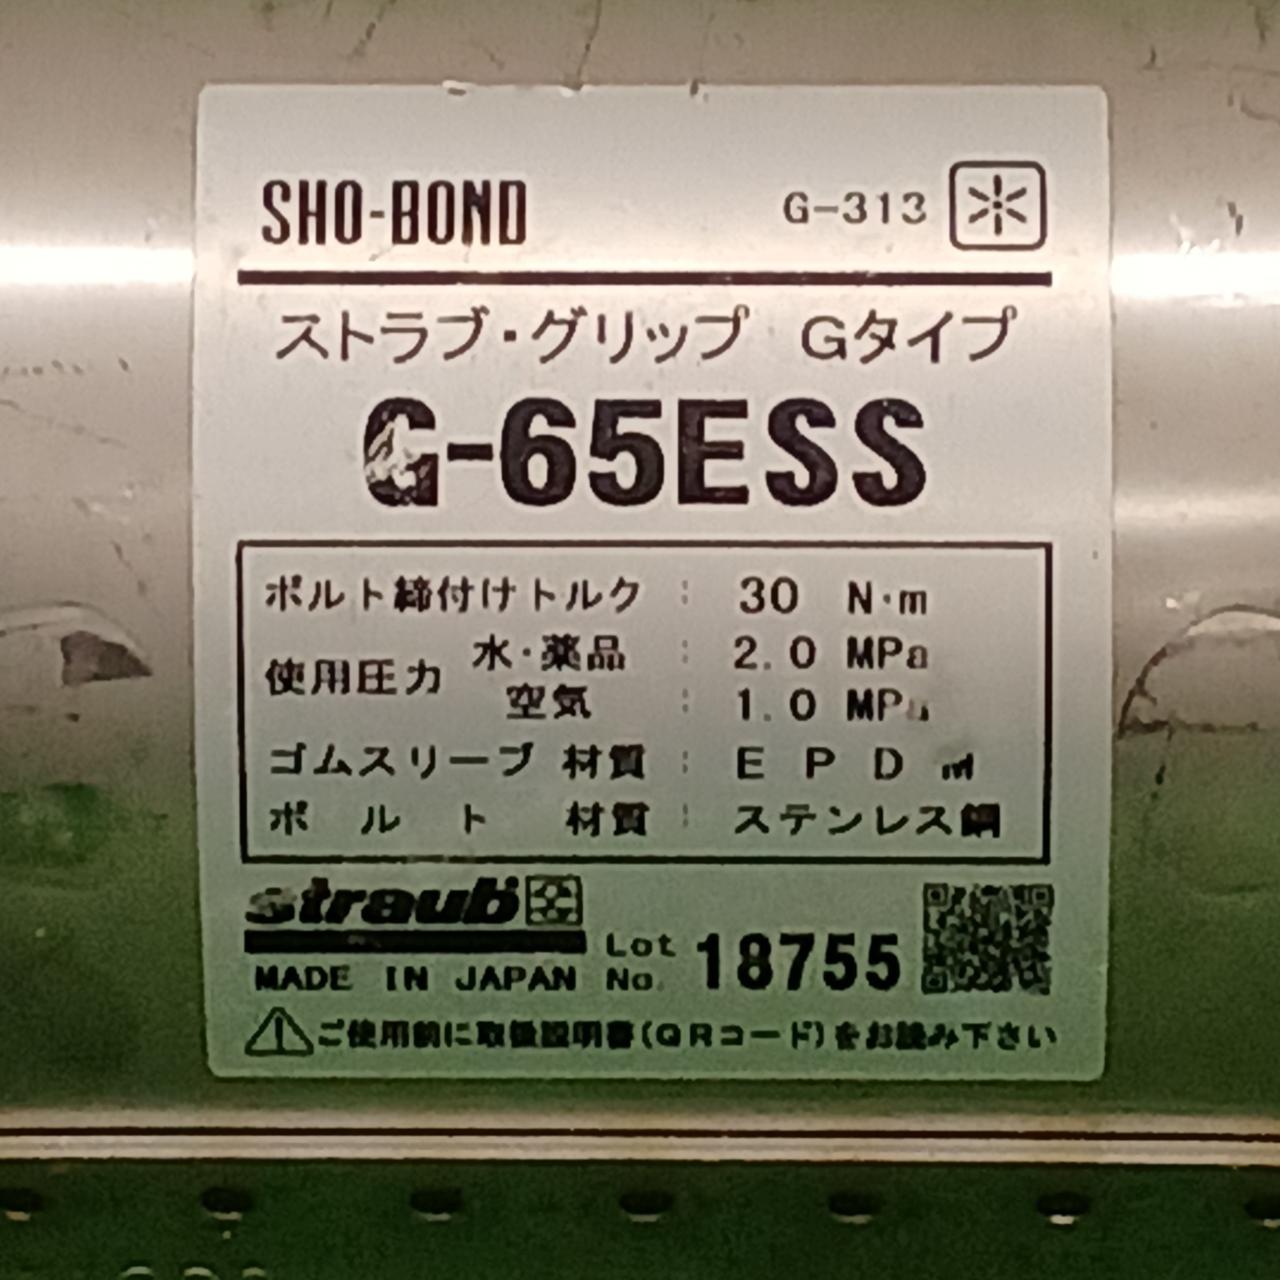 SHO-BOND G-313
ストラブ・グリップ Gタイプ
G-65ESS
ボルト締付けトルク : 30 N·m
使用圧力 水・薬品 : 2.0 MPa
空気 : 1.0 MPa
ゴムスリーブ 材質 : E P D M
ボルト 材質 : ステンレス鋼
straub
MADE IN JAPAN Lot No. 18755
⚠ご使用前に取扱説明書(QRコード)をお読み下さい